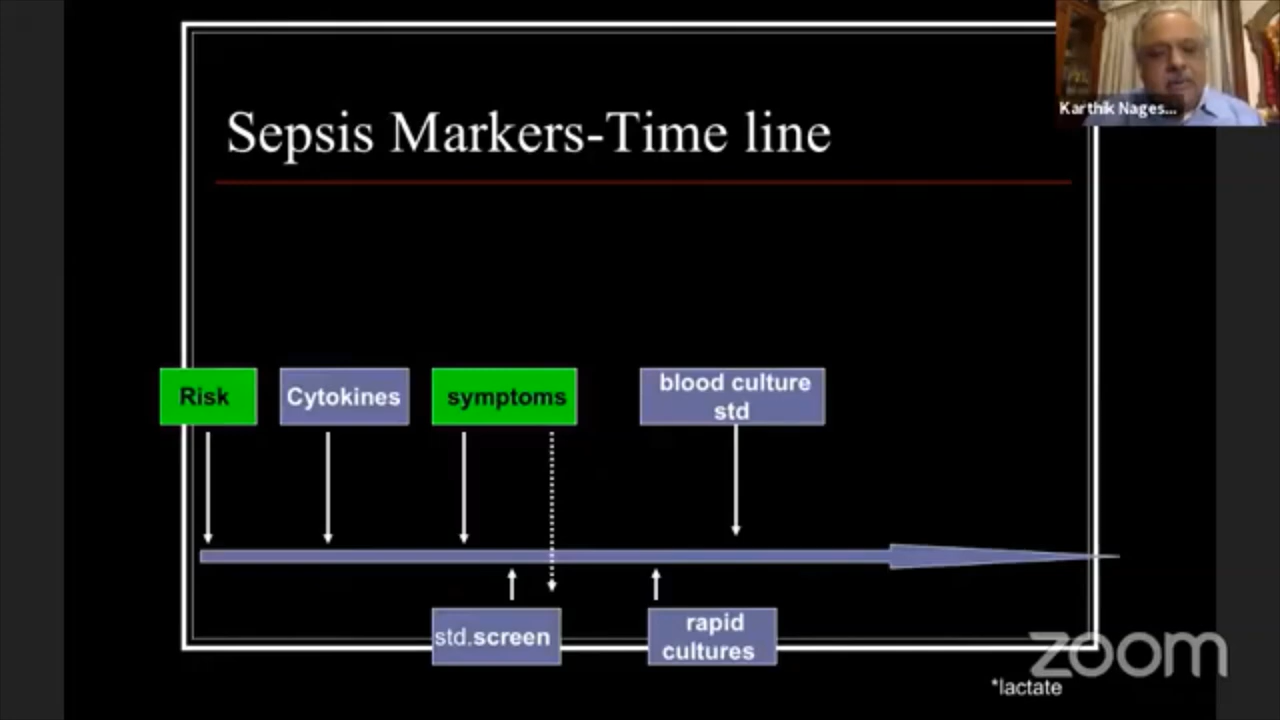 Karthik Nages...
Sepsis Markers-Time line
Risk
Cytokines
symptoms
blood culture
std
std.screen
rapid
cultures
zoom
*lactate